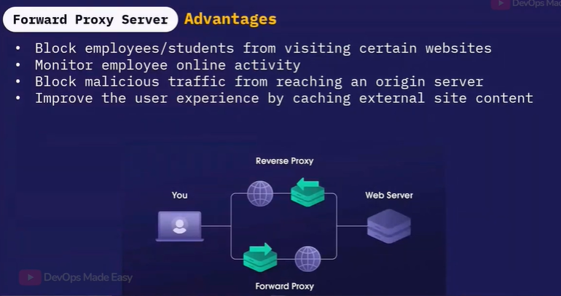 DevOps Made
Forward Proxy Server Advantages
• Block employees/students from visiting certain websites
• Monitor employee online activity
• Block malicious traffic from reaching an origin server
• Improve the user experience by caching external site content
Reverse Proxy
You
Web Server
DevOps Made Easy
Forward Proxy